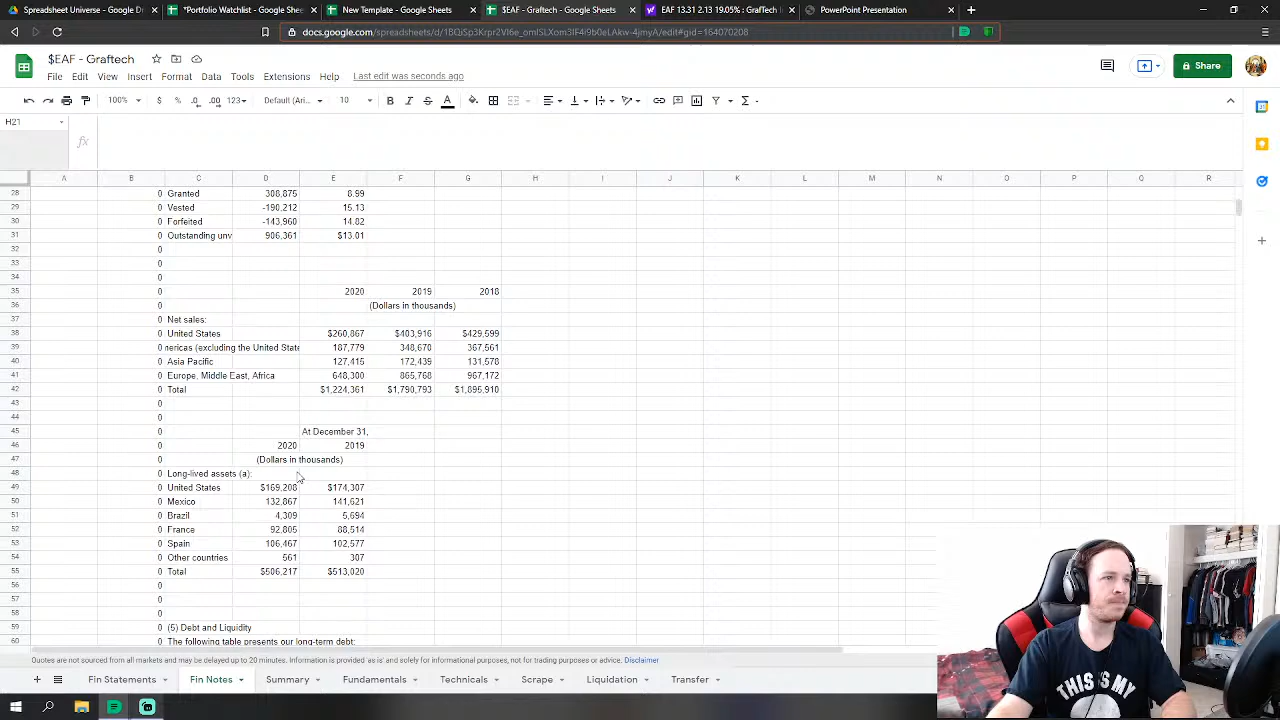 Spreadsheet Universe - Google Dr
*Portfolio Watchlist - Google She
New Template - Google Sheets
$EAF - Graftech - Google Sheets
EAF 13.31 2.13 19.05% : GrafTech I
PowerPoint Presentation
$EAF - Graftech
File Edit View Insert Format Data Tools Extensions Help Last edit was seconds ago
Share
100% $ % .0 .00 123 Default (Ari... 10
H21
A B C D E F G H I J K L M N O P Q R
28 0 Granted 308,875 8.99
29 0 Vested -190,212 15.13
30 0 Forfeited -143,960 14.82
31 0 Outstanding unv 906,361 $13.01
32 0
33 0
34 0
35 0 2020 2019 2018
36 0 (Dollars in thousands)
37 0 Net sales:
38 0 United States $260,867 $403,916 $429,599
39 0 mericas (excluding the United State 187,779 348,670 367,561
40 0 Asia Pacific 127,415 172,439 131,578
41 0 Europe, Middle East, Africa 648,300 865,768 967,172
42 0 Total $1,224,361 $1,790,793 $1,895,910
43 0
44 0
45 0 At December 31,
46 0 2020 2019
47 0 (Dollars in thousands)
48 0 Long-lived assets (a):
49 0 United States $169,208 $174,307
50 0 Mexico 132,867 141,621
51 0 Brazil 4,309 5,694
52 0 France 92,805 88,514
53 0 Spain 106,467 102,577
54 0 Other countries 561 307
55 0 Total $506,217 $513,020
56 0
57 0
58 0
59 0 (5) Debt and Liquidity
60 0 The following table presents our long-term debt:
Quotes are not sourced from all markets and may be delayed up to 20 minutes. Information is provided 'as is' and solely for informational purposes, not for trading purposes or advice. Disclaimer
Fin Statements Fin Notes Summary Fundamentals Technicals Scrape Liquidation Transfer
THIS IS MY